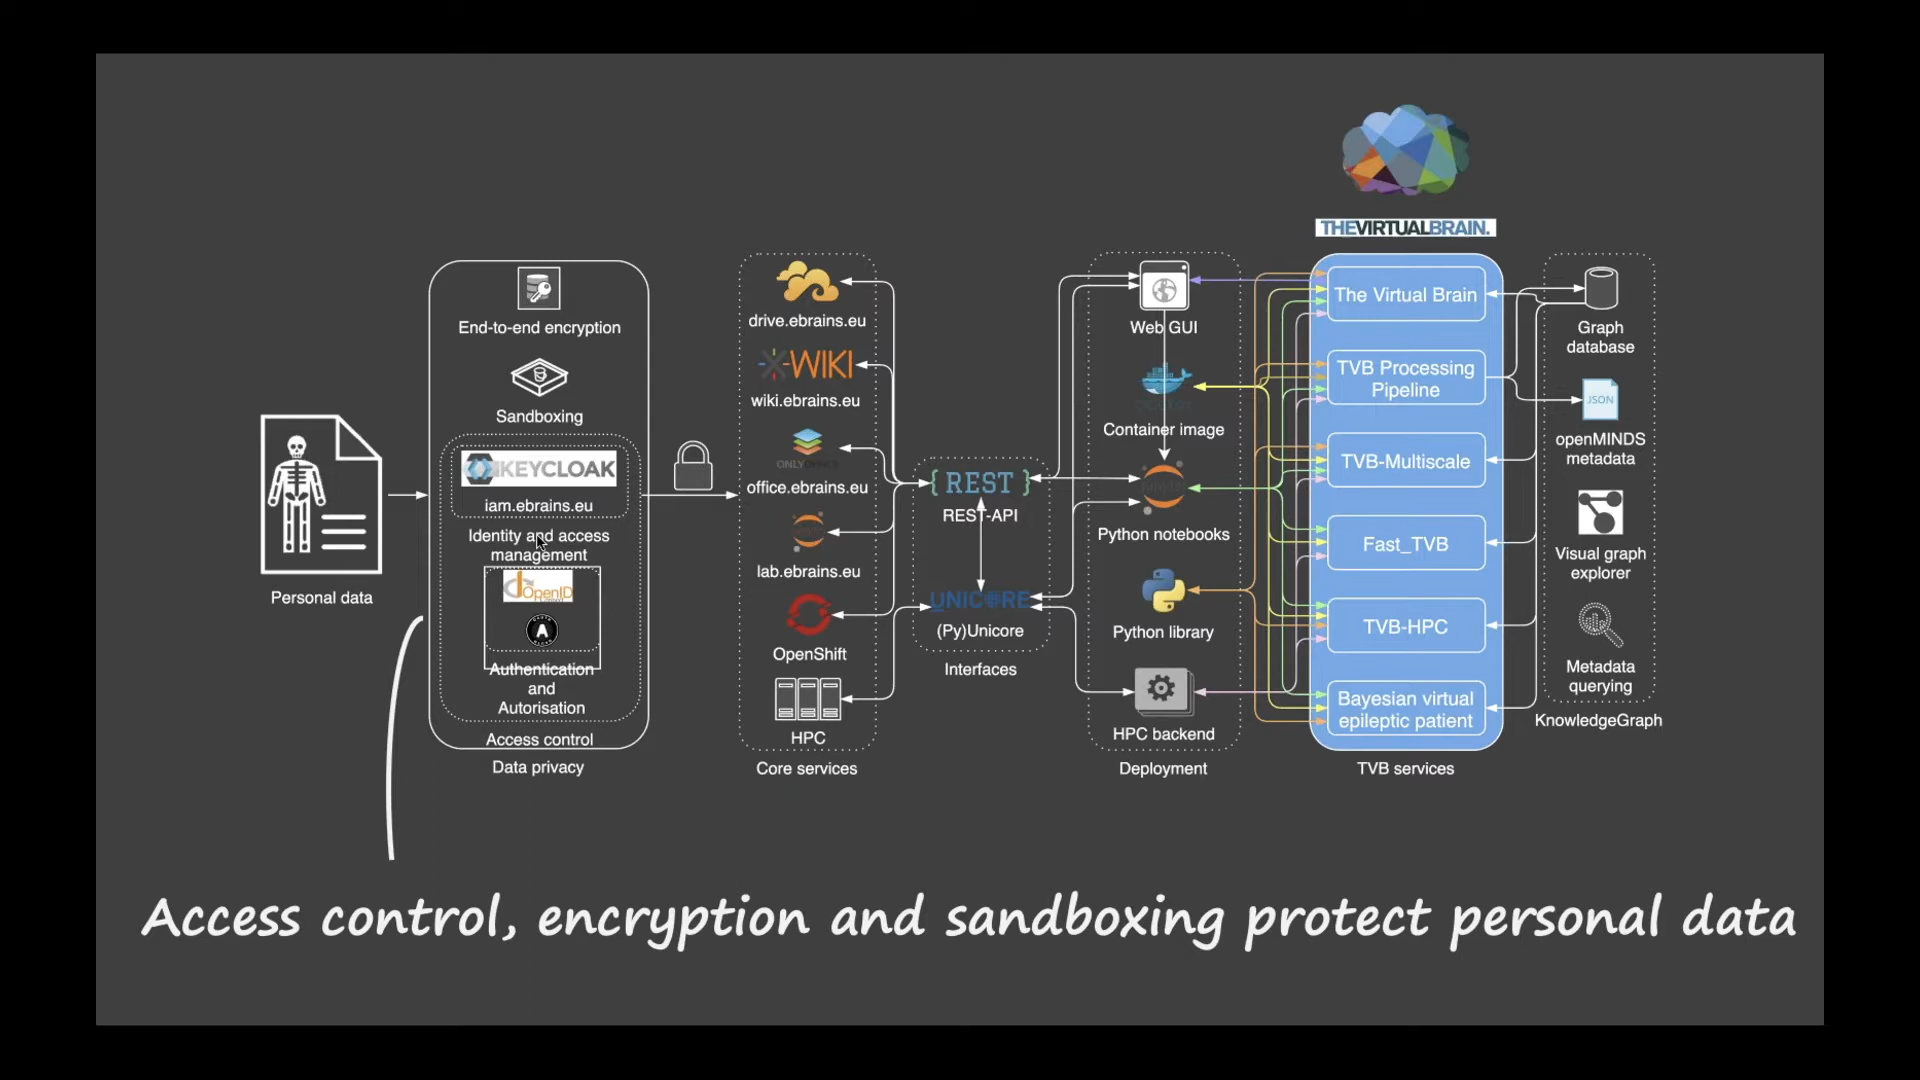 THEVIRTUALBRAIN.
Personal data
End-to-end encryption
Sandboxing
KEYCLOAK
iam.ebrains.eu
Identity and access
management
OpenID
A
Authentication
and
Autorisation
Access control
Data privacy
drive.ebrains.eu
WIKI
wiki.ebrains.eu
office.ebrains.eu
lab.ebrains.eu
OpenShift
HPC
Core services
{ REST }
REST-API
UNICORE
(Py)Unicore
Interfaces
Web GUI
Container image
Python notebooks
Python library
HPC backend
Deployment
The Virtual Brain
TVB Processing
Pipeline
TVB-Multiscale
Fast_TVB
TVB-HPC
Bayesian virtual
epileptic patient
TVB services
Graph
database
JSON
openMINDS
metadata
Visual graph
explorer
Metadata
querying
KnowledgeGraph
Access control, encryption and sandboxing protect personal data